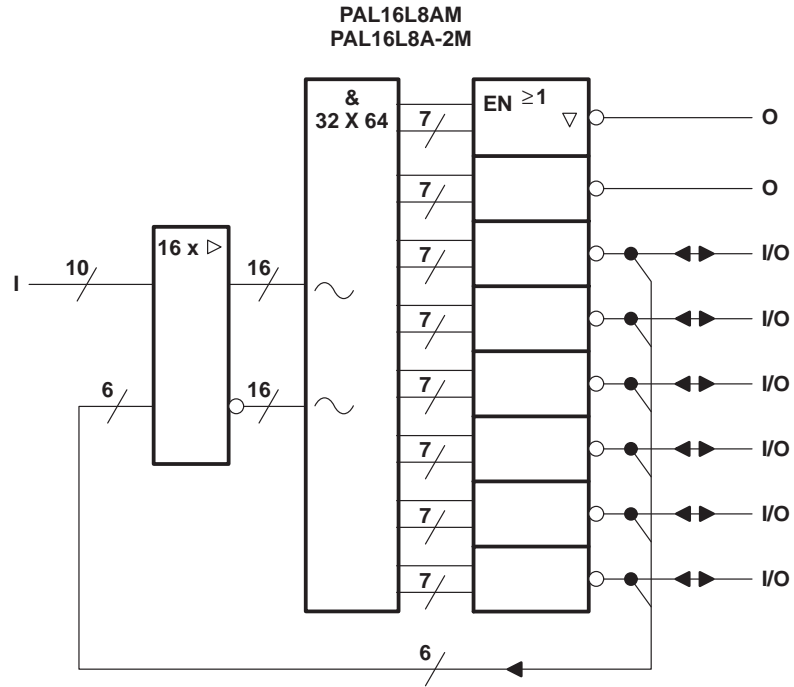 PAL16L8AM
PAL16L8A-2M
&
32 X 64
EN ≥1
▽
7
O
7
O
16 x ▷
7
I/O
I
10
16
7
I/O
6
16
7
I/O
7
I/O
7
I/O
7
I/O
6